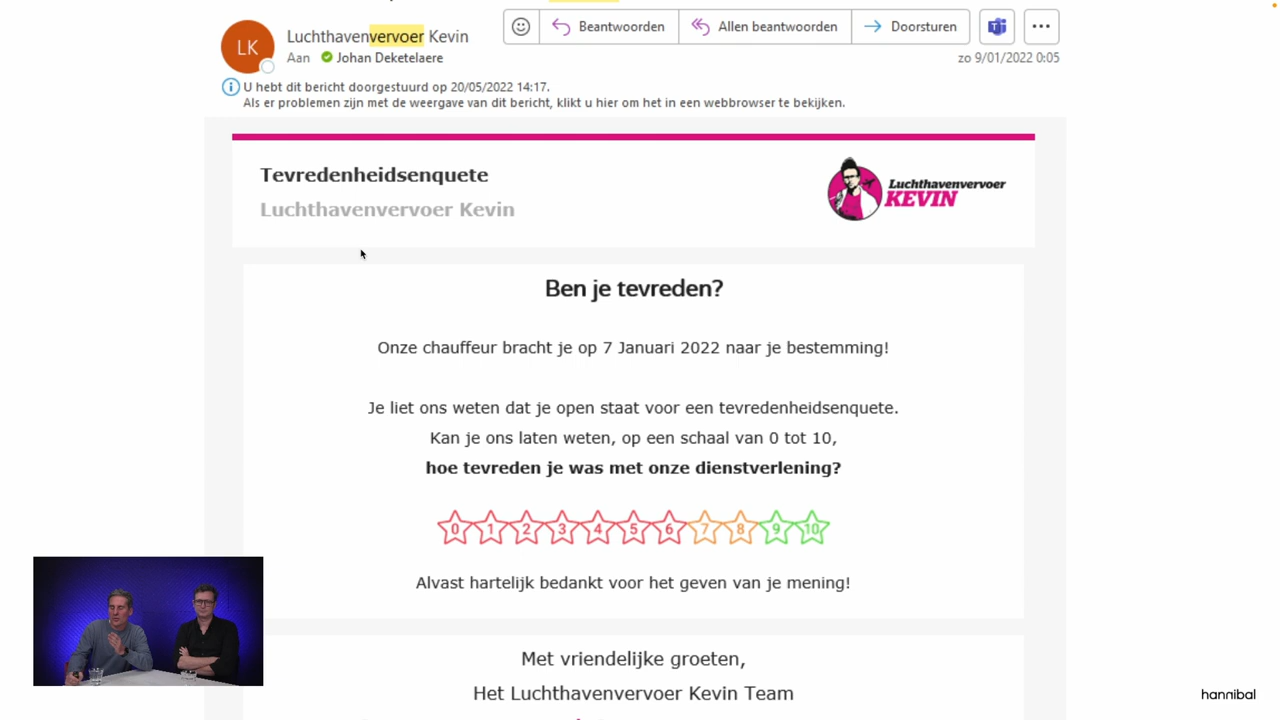 Luchthavenvervoer Kevin
Beantwoorden
Allen beantwoorden
Doorsturen
LK
Aan Johan Deketelaere
zo 9/01/2022 0:05
U hebt dit bericht doorgestuurd op 20/05/2022 14:17.
Als er problemen zijn met de weergave van dit bericht, klikt u hier om het in een webbrowser te bekijken.
Tevredenheidsenquete
Luchthavenvervoer Kevin
Luchthavenvervoer
KEVIN
Ben je tevreden?
Onze chauffeur bracht je op 7 Januari 2022 naar je bestemming!
Je liet ons weten dat je open staat voor een tevredenheidsenquete.
Kan je ons laten weten, op een schaal van 0 tot 10,
hoe tevreden je was met onze dienstverlening?
0 1 2 3 4 5 6 7 8 9 10
Alvast hartelijk bedankt voor het geven van je mening!
Met vriendelijke groeten,
Het Luchthavenvervoer Kevin Team
hannibal